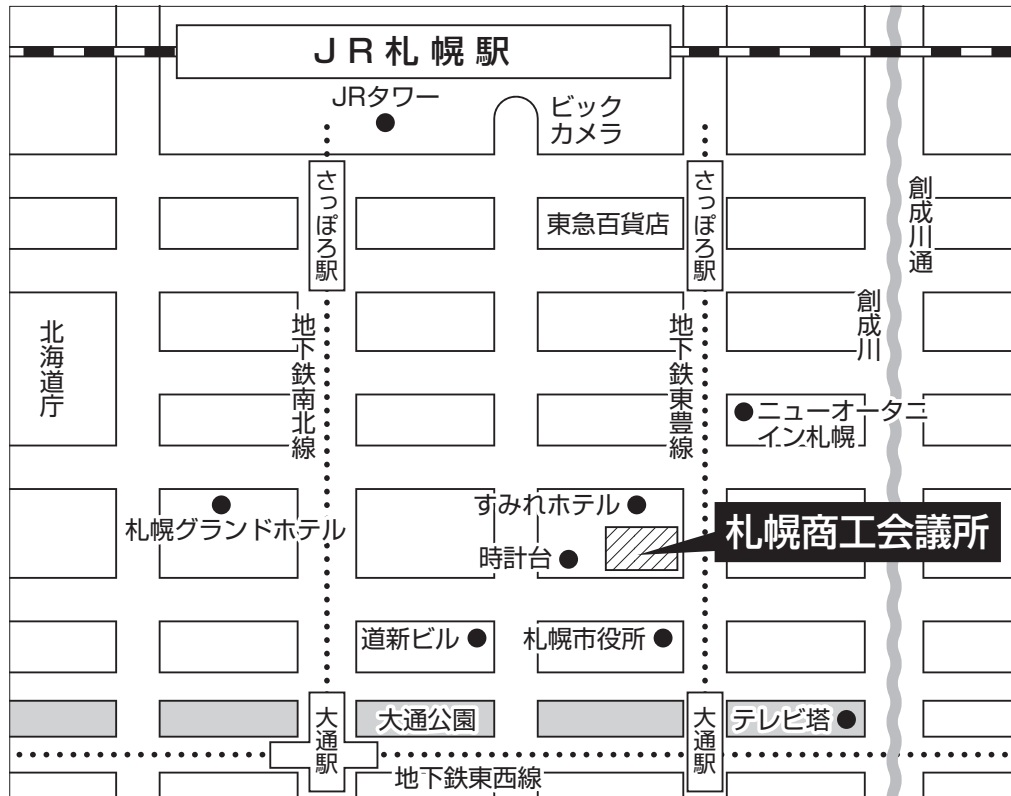 JR札幌駅
JRタワー
ビック
カメラ
さっぽろ駅
東急百貨店
さっぽろ駅
創成川通
北海道庁
地下鉄南北線
地下鉄東豊線
創成川
ニューオータニ
イン札幌
札幌グランドホテル
すみれホテル
時計台
札幌商工会議所
道新ビル
札幌市役所
大通駅
大通公園
大通駅
テレビ塔
地下鉄東西線